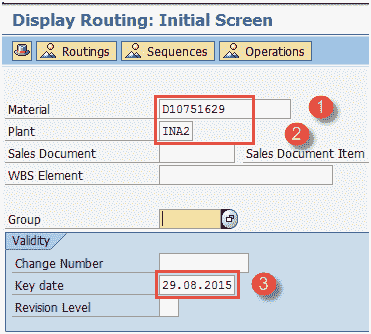 Display Routing: Initial Screen
Routings Sequences Operations
Material D10751629 1
Plant INA2 2
Sales Document Sales Document Item
WBS Element
Group
Validity
Change Number
Key date 29.08.2015 3
Revision Level